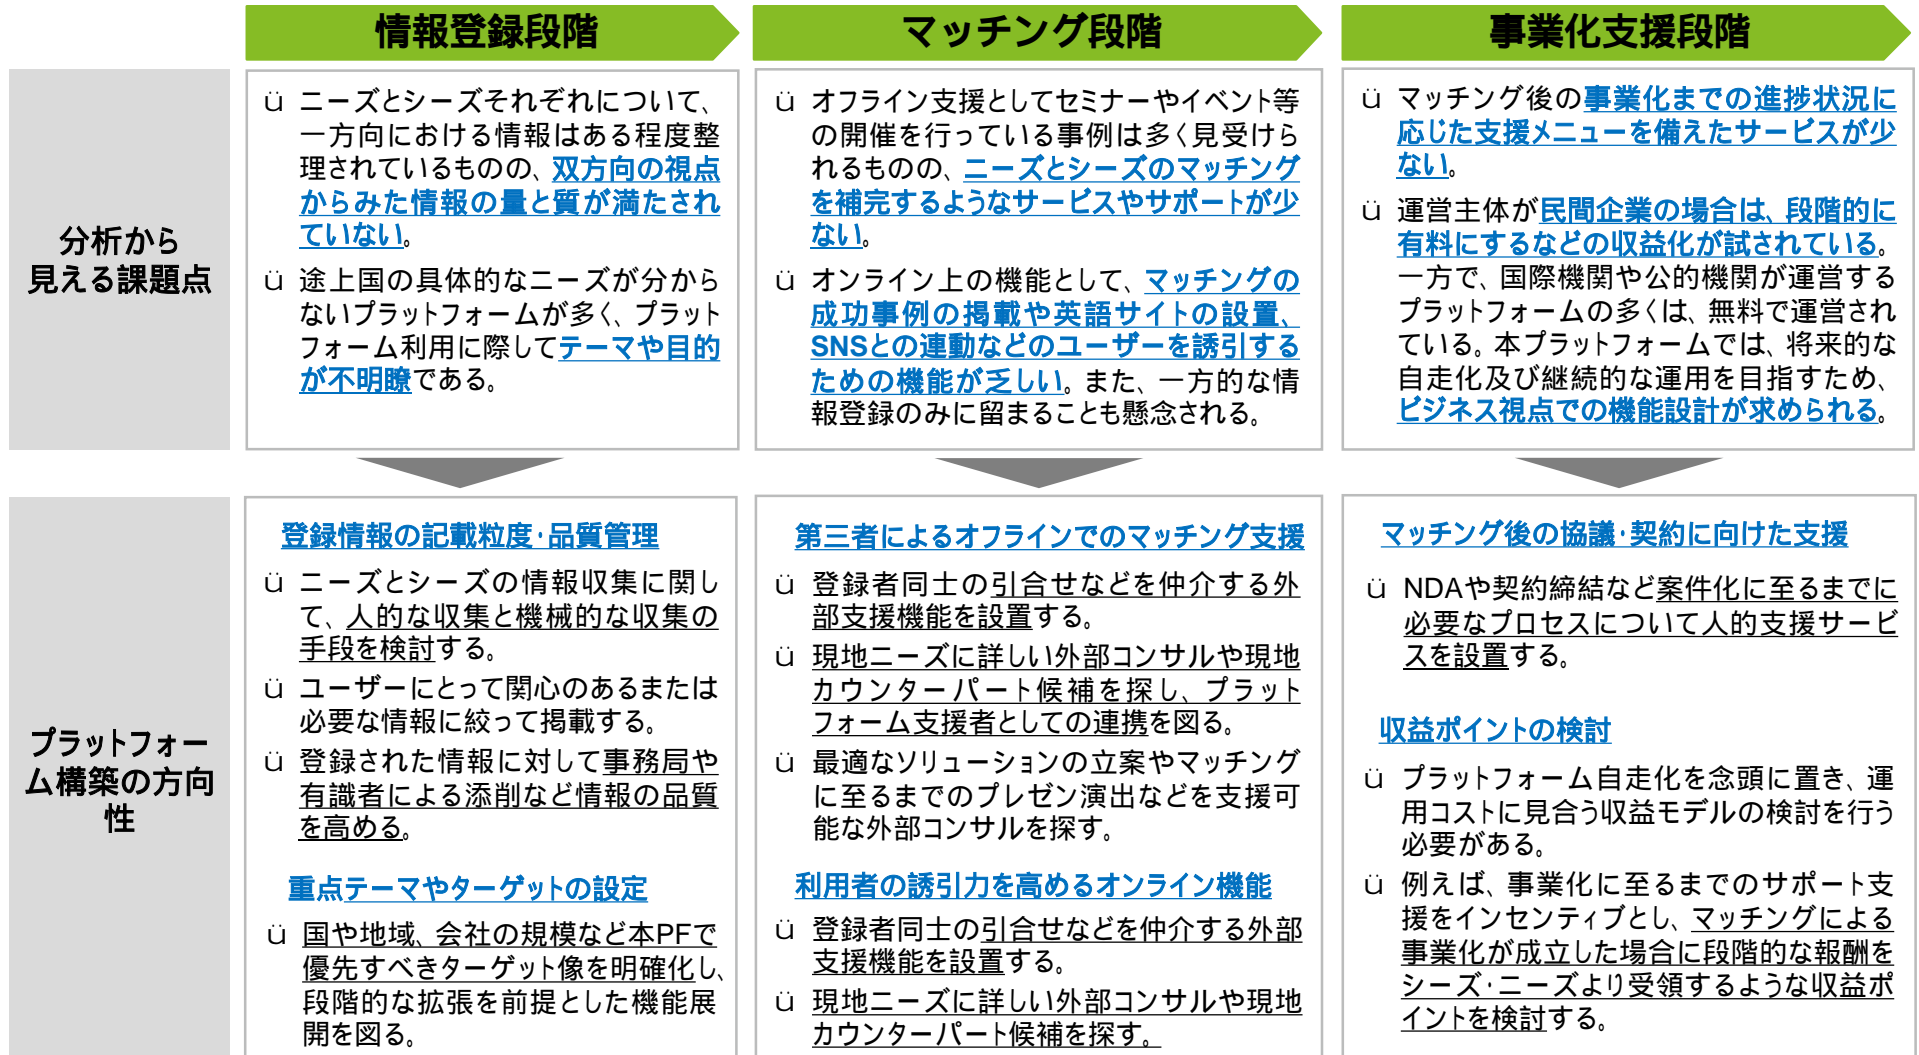 情報登録段階
マッチング段階
事業化支援段階
分析から
見える課題点
ü ニーズとシーズそれぞれについて、
一方向における情報はある程度整
理されているものの、双方向の視点
からみた情報の量と質が満たされ
ていない。
ü 途上国の具体的なニーズが分から
ないプラットフォームが多く、プラット
フォーム利用に際してテーマや目的
が不明瞭である。
ü オフライン支援としてセミナーやイベント等
の開催を行っている事例は多く見受けら
れるものの、ニーズとシーズのマッチング
を補完するようなサービスやサポートが少
ない。
ü オンライン上の機能として、マッチングの
成功事例の掲載や英語サイトの設置、
SNSとの連動などのユーザーを誘引する
ための機能が乏しい。また、一方的な情
報登録のみに留まることも懸念される。
ü マッチング後の事業化までの進捗状況に
応じた支援メニューを備えたサービスが少
ない。
ü 運営主体が民間企業の場合は、段階的に
有料にするなどの収益化が試されている。
一方で、国際機関や公的機関が運営する
プラットフォームの多くは、無料で運営され
ている。本プラットフォームでは、将来的な
自走化及び継続的な運用を目指すため、
ビジネス視点での機能設計が求められる。
プラットフォー
ム構築の方向
性
登録情報の記載粒度・品質管理
ü ニーズとシーズの情報収集に関し
て、人的な収集と機械的な収集の
手段を検討する。
ü ユーザーにとって関心のあるまたは
必要な情報に絞って掲載する。
ü 登録された情報に対して事務局や
有識者による添削など情報の品質
を高める。
重点テーマやターゲットの設定
ü 国や地域、会社の規模など本PFで
優先すべきターゲット像を明確化し、
段階的な拡張を前提とした機能展
開を図る。
第三者によるオフラインでのマッチング支援
ü 登録者同士の引合せなどを仲介する外
部支援機能を設置する。
ü 現地ニーズに詳しい外部コンサルや現地
カウンターパート候補を探し、プラット
フォーム支援者としての連携を図る。
ü 最適なソリューションの立案やマッチング
に至るまでのプレゼン演出などを支援可
能な外部コンサルを探す。
利用者の誘引力を高めるオンライン機能
ü 登録者同士の引合せなどを仲介する外部
支援機能を設置する。
ü 現地ニーズに詳しい外部コンサルや現地
カウンターパート候補を探す。
マッチング後の協議・契約に向けた支援
ü NDAや契約締結など案件化に至るまでに
必要なプロセスについて人的支援サービ
スを設置する。
収益ポイントの検討
ü プラットフォーム自走化を念頭に置き、運
用コストに見合う収益モデルの検討を行う
必要がある。
ü 例えば、事業化に至るまでのサポート支
援をインセンティブとし、マッチングによる
事業化が成立した場合に段階的な報酬を
シーズ・ニーズより受領するような収益ポ
イントを検討する。